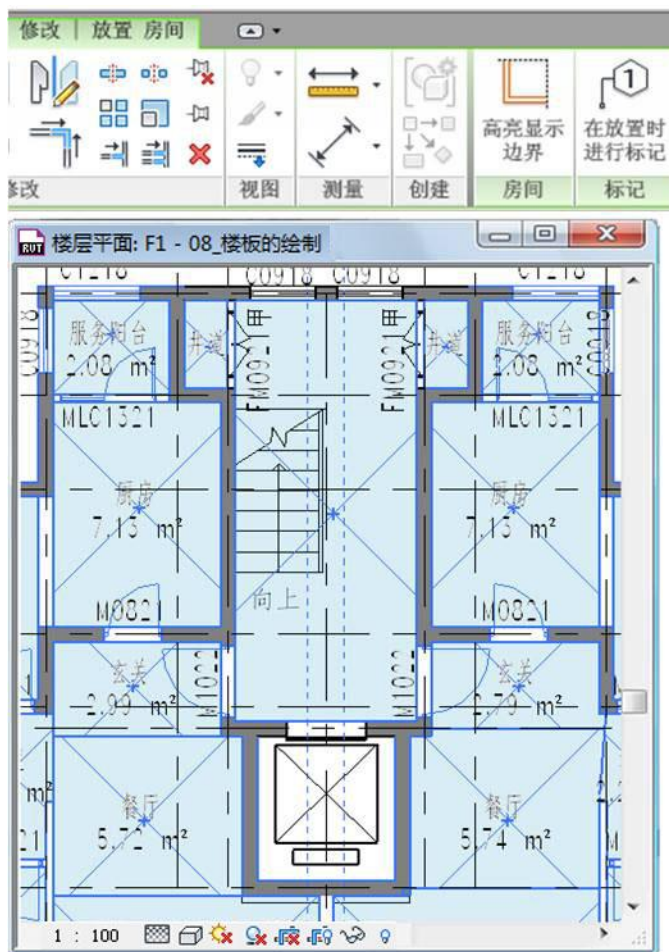 修改 | 放置 房间
高亮显示 边界
在放置时 进行标记
1
修改
视图
测量
创建
房间
标记
RVT
楼层平面: F1 - 08_楼板的绘制
C1218
C0918
C0918
C1218
C0918
服务阳台
2.08 m²
井道
FM0921甲
FM0921甲
井道
服务阳台
2.08 m²
C0918
MLC1321
MLC1321
厨房
7.13 m²
厨房
7.13 m²
向上
M0821
M0821
玄关
2.99 m²
M1022
M1022
玄关
2.79 m²
m²
餐厅
5.72 m²
餐厅
5.74 m²
1 : 100